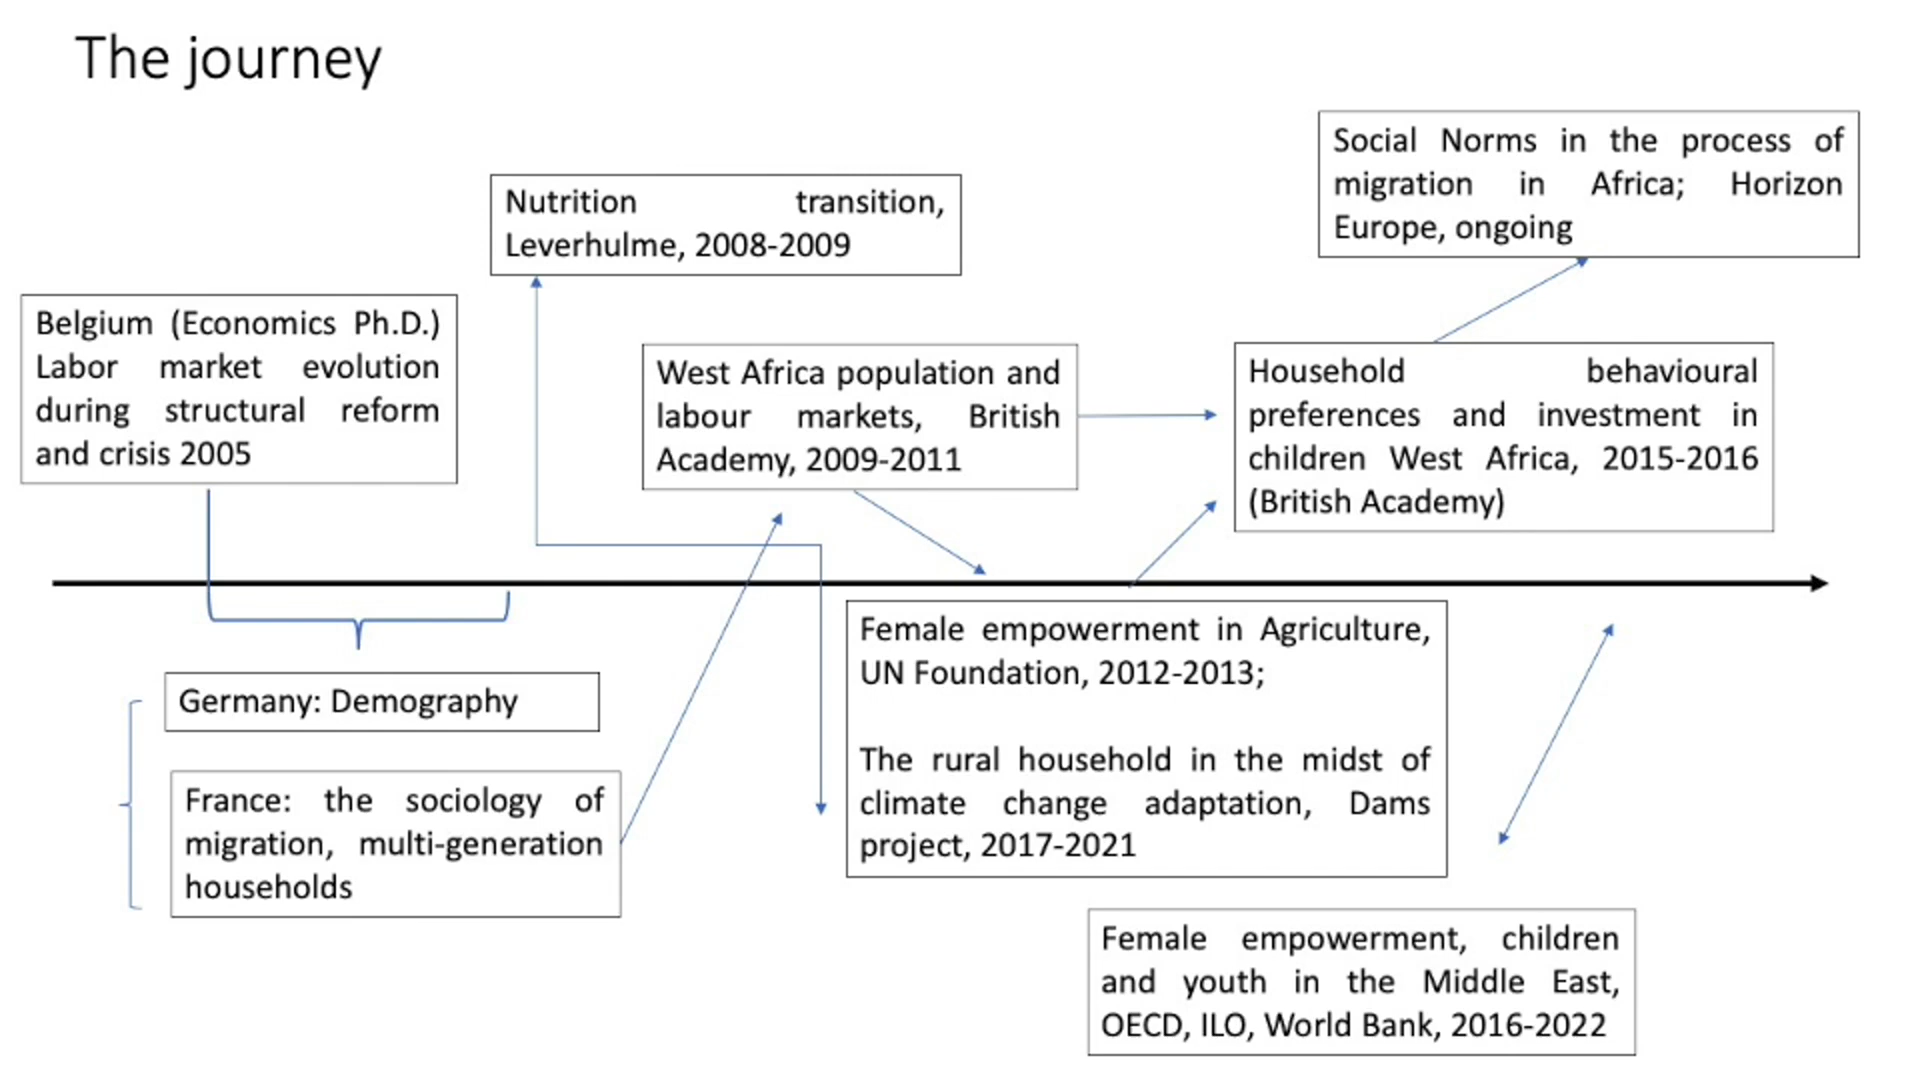 The journey
Social Norms in the process of
migration in Africa; Horizon
Europe, ongoing
Nutrition transition,
Leverhulme, 2008-2009
Belgium (Economics Ph.D.)
Labor market evolution
during structural reform
and crisis 2005
West Africa population and
labour markets, British
Academy, 2009-2011
Household behavioural
preferences and investment in
children West Africa, 2015-2016
(British Academy)
Germany: Demography
France: the sociology of
migration, multi-generation
households
Female empowerment in Agriculture,
UN Foundation, 2012-2013;
The rural household in the midst of
climate change adaptation, Dams
project, 2017-2021
Female empowerment, children
and youth in the Middle East,
OECD, ILO, World Bank, 2016-2022